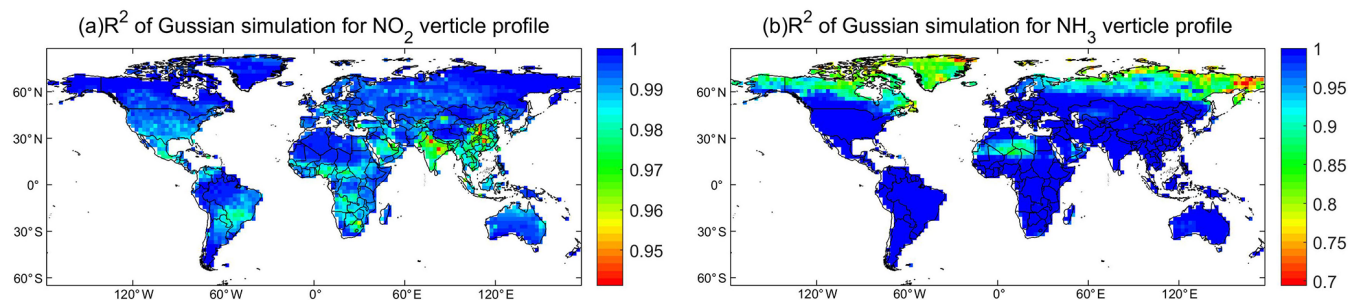 (a)R2 of Gussian simulation for NO2 verticle profile
60°N
30°N
0°
30°S
60°S
120°W
60°W
0°
60°E
120°E
1
0.99
0.98
0.97
0.96
0.95
(b)R2 of Gussian simulation for NH3 verticle profile
60°N
30°N
0°
30°S
60°S
120°W
60°W
0°
60°E
120°E
1
0.95
0.9
0.85
0.8
0.75
0.7